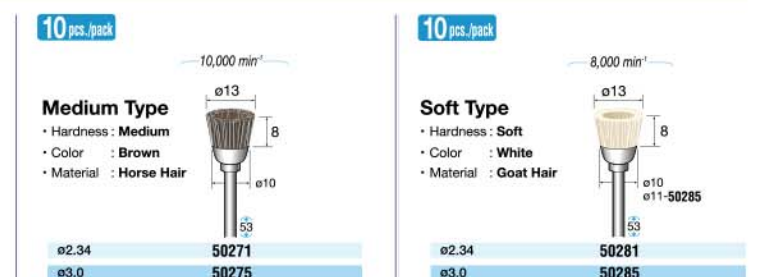 10 pcs./pack
10,000 min⁻¹
ø13
Medium Type
• Hardness : Medium
8
• Color : Brown
• Material : Horse Hair
ø10
53
ø2.34 50271
ø3.0 50275
10 pcs./pack
8,000 min⁻¹
ø13
Soft Type
• Hardness : Soft
8
• Color : White
• Material : Goat Hair
ø10
ø11-50285
53
ø2.34 50281
ø3.0 50285